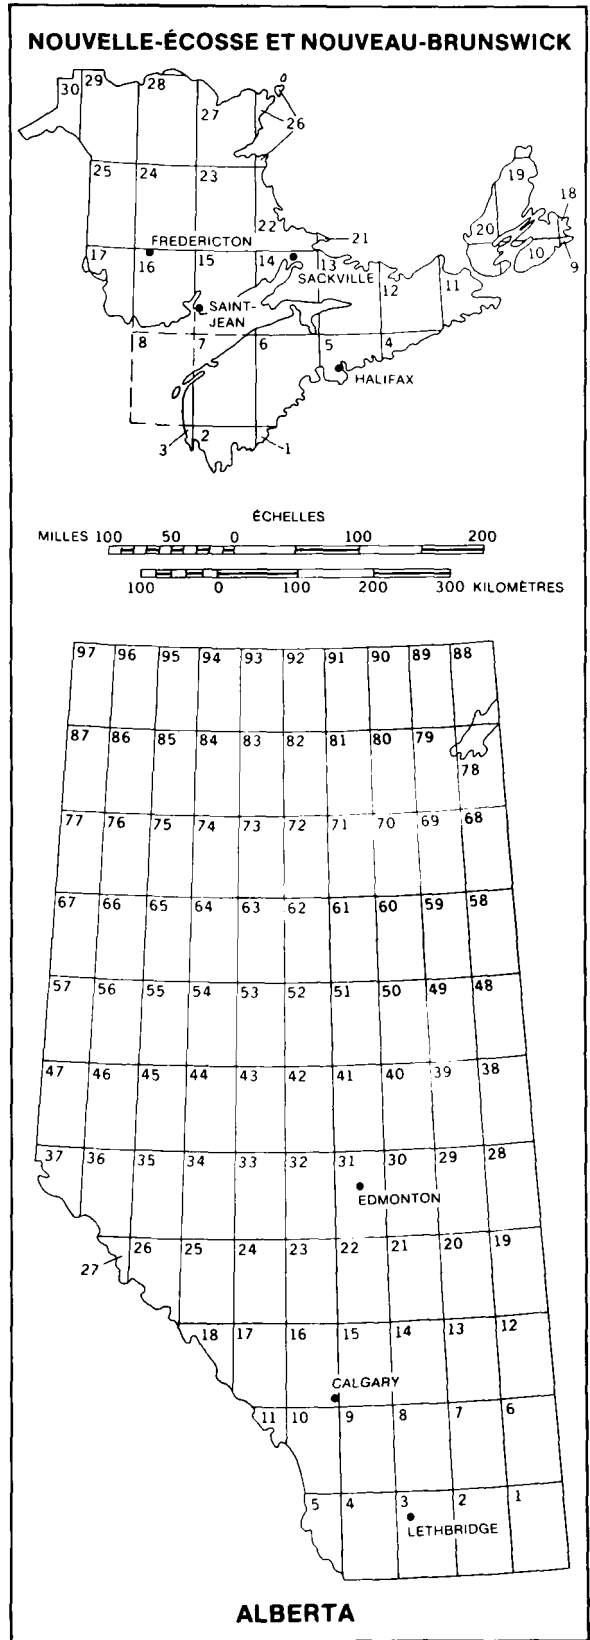 NOUVELLE-ÉCOSSE ET NOUVEAU-BRUNSWICK
30 29 28 27 26
25 24 23 22 21
19 18 20 10 9
FREDERICTON
17 16 15 14 13 12 11
SACKVILLE
SAINT-
JEAN
8 7 6 5 4
HALIFAX
3 2 1
ÉCHELLES
MILLES 100 50 0 100 200
100 0 100 200 300 KILOMÈTRES
97 96 95 94 93 92 91 90 89 88
87 86 85 84 83 82 81 80 79 78
77 76 75 74 73 72 71 70 69 68
67 66 65 64 63 62 61 60 59 58
57 56 55 54 53 52 51 50 49 48
47 46 45 44 43 42 41 40 39 38
37 36 35 34 33 32 31 30 29 28
EDMONTON
27 26 25 24 23 22 21 20 19
18 17 16 15 14 13 12
CALGARY
11 10 9 8 7 6
5 4 3 2 1
LETHBRIDGE
ALBERTA